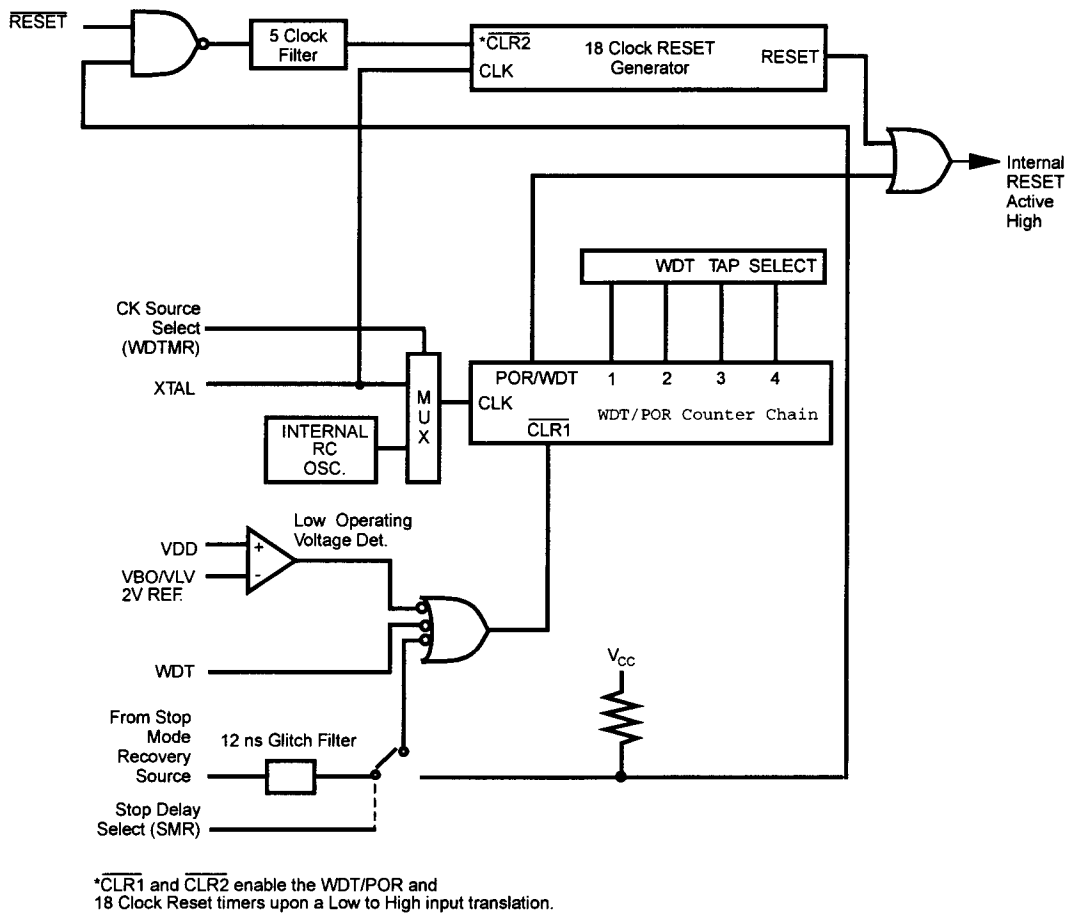 RESET
5 Clock
Filter
*CLR2
CLK
18 Clock RESET
Generator
RESET
Internal
RESET
Active
High
WDT TAP SELECT
CK Source
Select
(WDTMR)
XTAL
MUX
INTERNAL
RC
OSC.
POR/WDT 1 2 3 4
CLK
WDT/POR Counter Chain
CLR1
Low Operating
Voltage Det.
VDD
+
VBO/VLV
2V REF.
-
WDT
VCC
From Stop
Mode
Recovery
Source
12 ns Glitch Filter
Stop Delay
Select (SMR)
*CLR1 and CLR2 enable the WDT/POR and
18 Clock Reset timers upon a Low to High input translation.